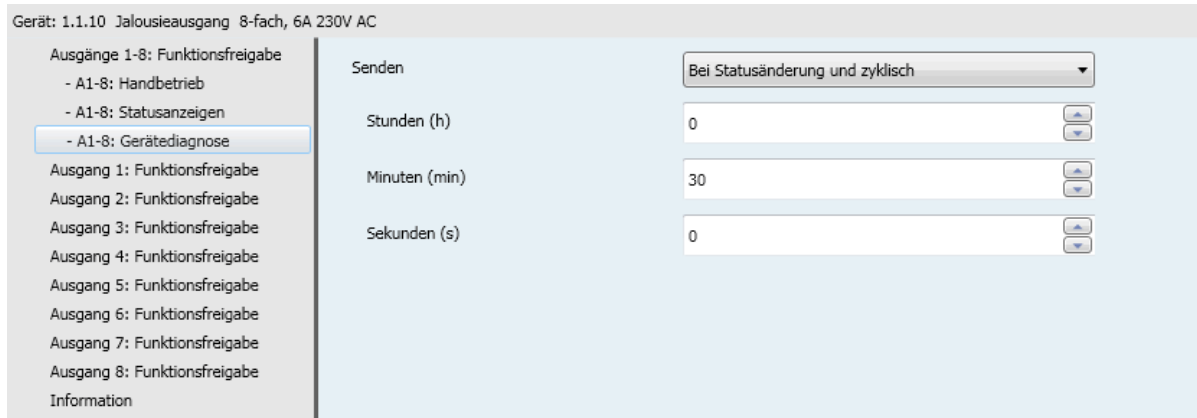 Gerät: 1.1.10 Jalousieausgang 8-fach, 6A 230V AC
Ausgänge 1-8: Funktionsfreigabe
- A1-8: Handbetrieb
- A1-8: Statusanzeigen
- A1-8: Gerätediagnose
Ausgang 1: Funktionsfreigabe
Ausgang 2: Funktionsfreigabe
Ausgang 3: Funktionsfreigabe
Ausgang 4: Funktionsfreigabe
Ausgang 5: Funktionsfreigabe
Ausgang 6: Funktionsfreigabe
Ausgang 7: Funktionsfreigabe
Ausgang 8: Funktionsfreigabe
Information
Senden Bei Statusänderung und zyklisch
Stunden (h) 0
Minuten (min) 30
Sekunden (s) 0